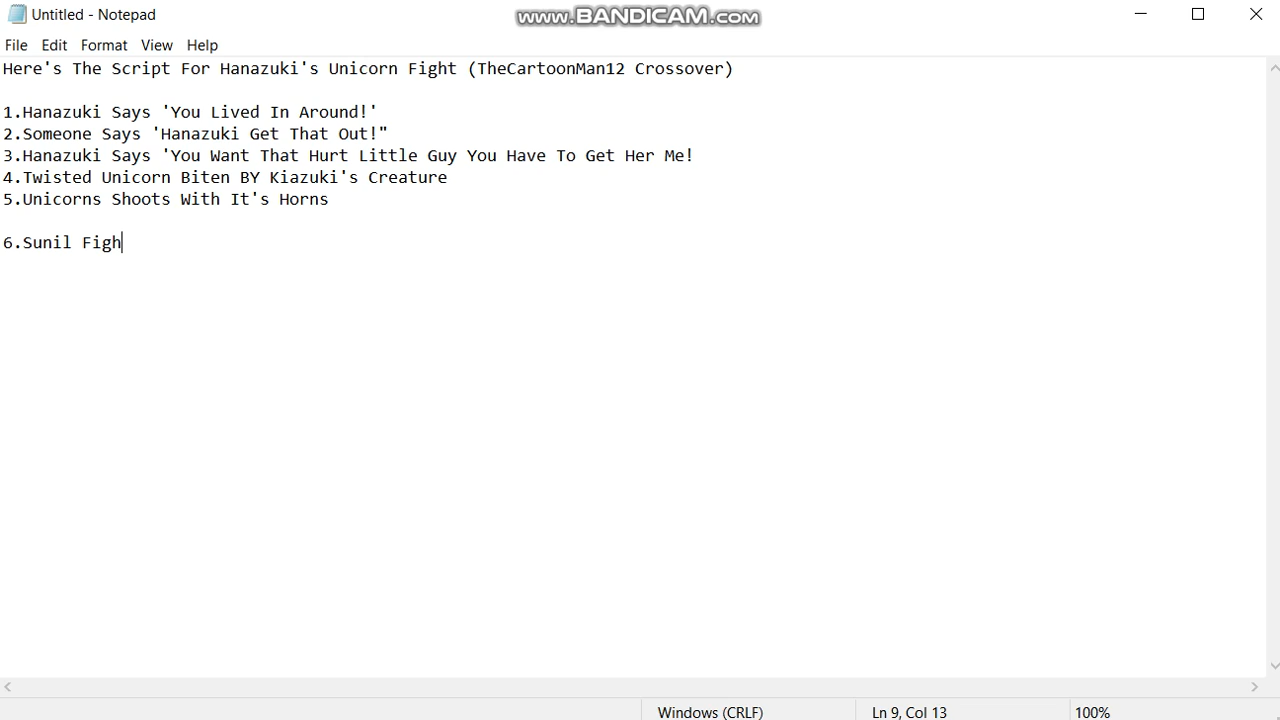 Untitled - Notepad
www.BANDICAM.com
File Edit Format View Help
Here's The Script For Hanazuki's Unicorn Fight (TheCartoonMan12 Crossover)
1.Hanazuki Says 'You Lived In Around!'
2.Someone Says 'Hanazuki Get That Out!"
3.Hanazuki Says 'You Want That Hurt Little Guy You Have To Get Her Me!
4.Twisted Unicorn Biten BY Kiazuki's Creature
5.Unicorns Shoots With It's Horns
6.Sunil Figh
Windows (CRLF) Ln 9, Col 13 100%